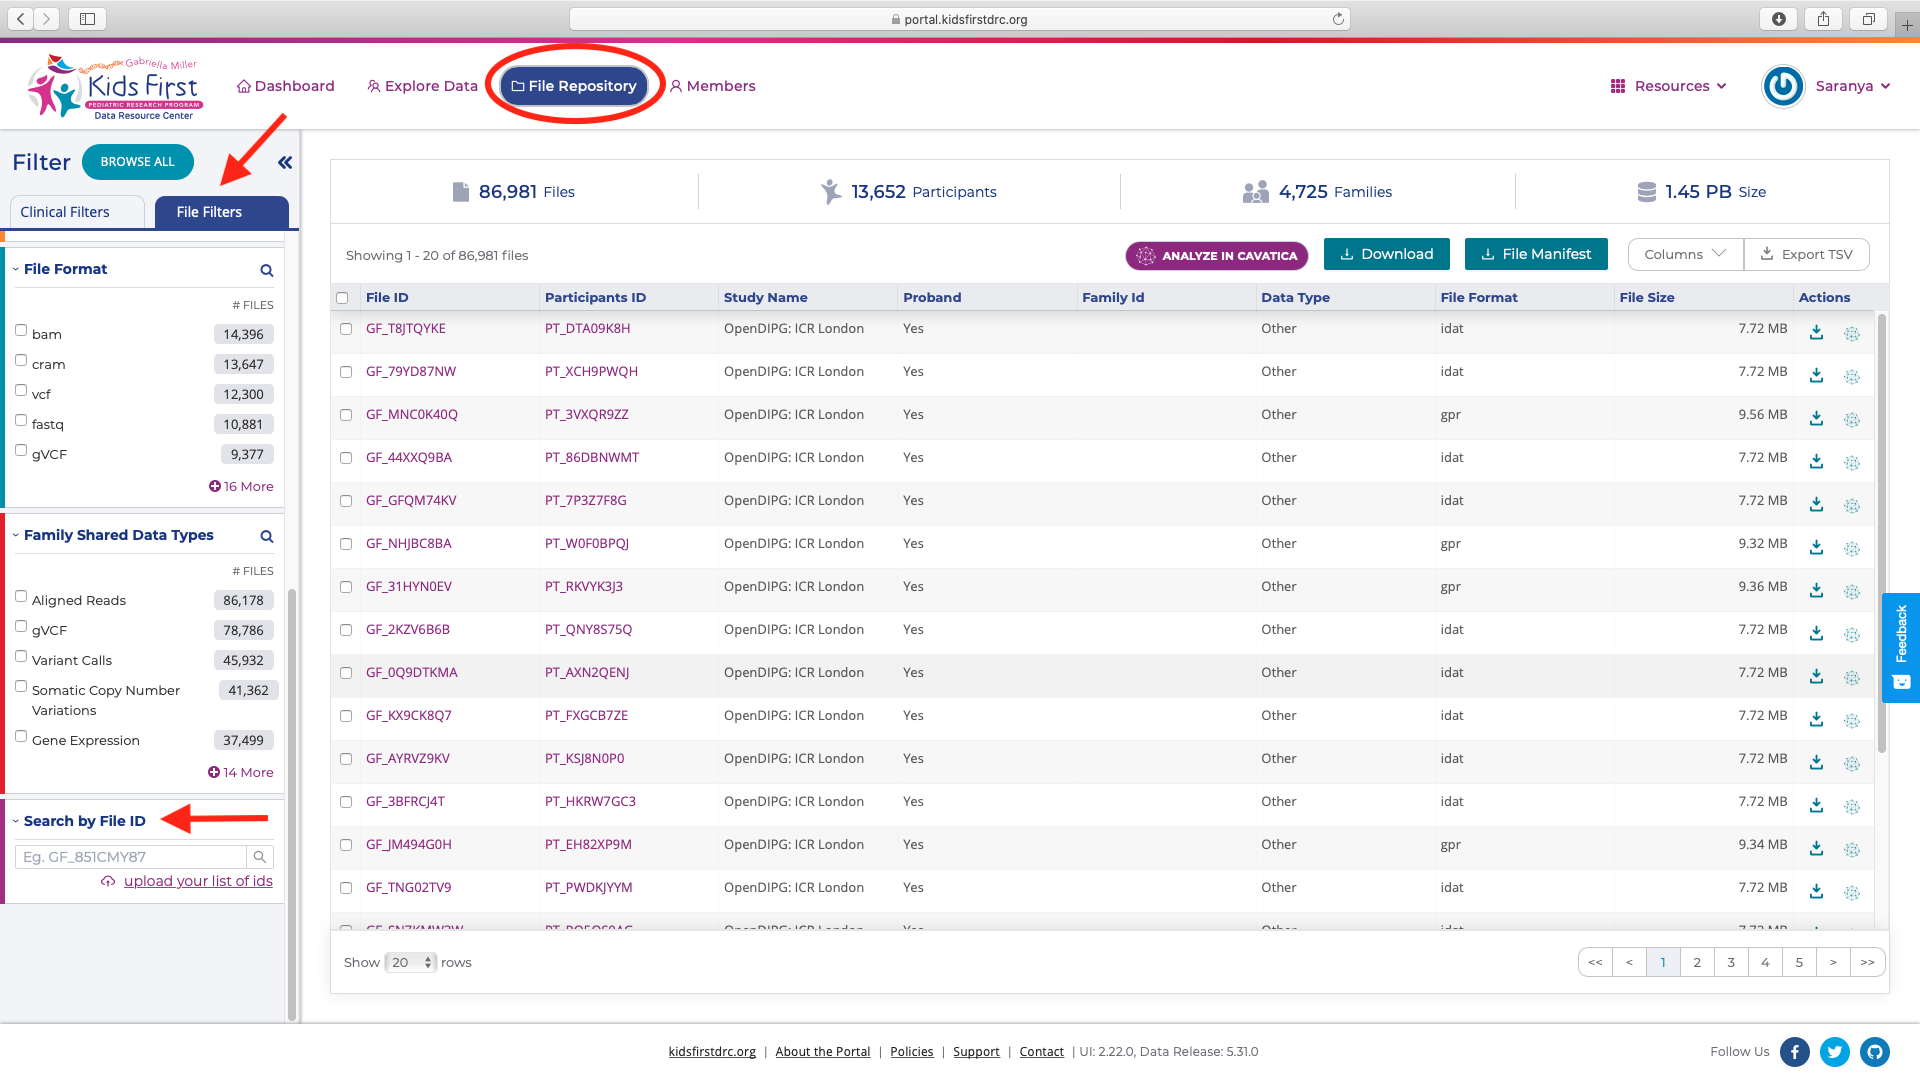 portal.kidsfirstdrc.org
Gabriella Miller
Kids First
PEDIATRIC RESEARCH PROGRAM
Data Resource Center
Dashboard
Explore Data
File Repository
Members
Resources
Saranya
Filter
BROWSE ALL
Clinical Filters
File Filters
File Format
# FILES
bam 14,396
cram 13,647
vcf 12,300
fastq 10,881
gVCF 9,377
16 More
Family Shared Data Types
# FILES
Aligned Reads 86,178
gVCF 78,786
Variant Calls 45,932
Somatic Copy Number 41,362
Variations
Gene Expression 37,499
14 More
Search by File ID
Eg. GF_851CMY87
upload your list of ids
86,981 Files
13,652 Participants
4,725 Families
1.45 PB Size
Showing 1 - 20 of 86,981 files
ANALYZE IN CAVATICA
Download
File Manifest
Columns
Export TSV
File ID Participants ID Study Name Proband Family Id Data Type File Format File Size Actions
GF_T8JTQYKE PT_DTA09K8H OpenDIPG: ICR London Yes Other idat 7.72 MB
GF_79YD87NW PT_XCH9PWQH OpenDIPG: ICR London Yes Other idat 7.72 MB
GF_MNC0K40Q PT_3VXQR9ZZ OpenDIPG: ICR London Yes Other gpr 9.56 MB
GF_44XXQ9BA PT_86DBNWMT OpenDIPG: ICR London Yes Other idat 7.72 MB
GF_GFQM74KV PT_7P3Z7F8G OpenDIPG: ICR London Yes Other idat 7.72 MB
GF_NHJBC8BA PT_W0F0BPQJ OpenDIPG: ICR London Yes Other gpr 9.32 MB
GF_31HYN0EV PT_RKVYK3J3 OpenDIPG: ICR London Yes Other gpr 9.36 MB
GF_2KZV6B6B PT_QNY8S75Q OpenDIPG: ICR London Yes Other idat 7.72 MB
GF_0Q9DTKMA PT_AXN2QENJ OpenDIPG: ICR London Yes Other idat 7.72 MB
GF_KX9CK8Q7 PT_FXGCB7ZE OpenDIPG: ICR London Yes Other idat 7.72 MB
GF_AYRVZ9KV PT_KSJ8N0P0 OpenDIPG: ICR London Yes Other idat 7.72 MB
GF_3BFRCJ4T PT_HKRW7GC3 OpenDIPG: ICR London Yes Other idat 7.72 MB
GF_JM494G0H PT_EH82XP9M OpenDIPG: ICR London Yes Other gpr 9.34 MB
GF_TNG02TV9 PT_PWDKJYYM OpenDIPG: ICR London Yes Other idat 7.72 MB
Show 20 rows
<< < 1 2 3 4 5 > >>
Feedback
kidsfirstdrc.org | About the Portal | Policies | Support | Contact | UI: 2.22.0, Data Release: 5.31.0
Follow Us